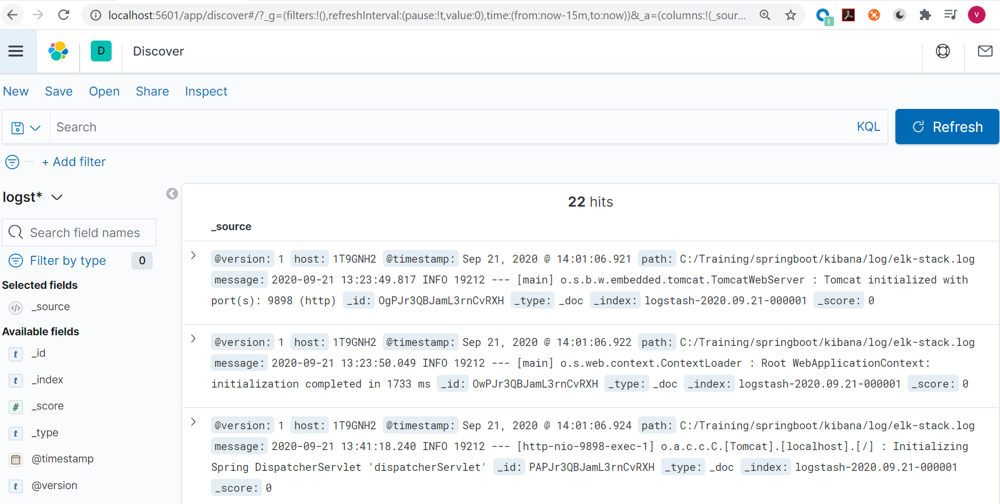 localhost:5601/app/discover#/?_g=(filters:!(),refreshInterval:(pause:!t,value:0),time:(from:now-15m,to:now))&_a=(columns:!(_sour...
V
D
Discover
New Save Open Share Inspect
Search
KQL
Refresh
+ Add filter
logst*
22 hits
Search field names
Filter by type 0
Selected fields
_source
Available fields
_id
_index
_score
_type
@timestamp
@version
_source
@version: 1 host: 1T9GNH2 @timestamp: Sep 21, 2020 @ 14:01:06.921 path: C:/Training/springboot/kibana/log/elk-stack.log
message: 2020-09-21 13:23:49.817 INFO 19212 --- [main] o.s.b.w.embedded.tomcat.TomcatWebServer : Tomcat initialized with
port(s): 9898 (http) _id: OgPJr3QBJamL3rnCvRXH _type: _doc _index: logstash-2020.09.21-000001 _score: 0
@version: 1 host: 1T9GNH2 @timestamp: Sep 21, 2020 @ 14:01:06.922 path: C:/Training/springboot/kibana/log/elk-stack.log
message: 2020-09-21 13:23:50.049 INFO 19212 --- [main] o.s.web.context.ContextLoader : Root WebApplicationContext:
initialization completed in 1733 ms _id: OwPJr3QBJamL3rnCvRXH _type: _doc _index: logstash-2020.09.21-000001 _score: 0
@version: 1 host: 1T9GNH2 @timestamp: Sep 21, 2020 @ 14:01:06.924 path: C:/Training/springboot/kibana/log/elk-stack.log
message: 2020-09-21 13:41:18.240 INFO 19212 --- [http-nio-9898-exec-1] o.a.c.c.C.[Tomcat].[localhost].[/] : Initializing
Spring DispatcherServlet 'dispatcherServlet' _id: PAPJr3QBJamL3rnCvRXH _type: _doc _index: logstash-2020.09.21-000001
_score: 0